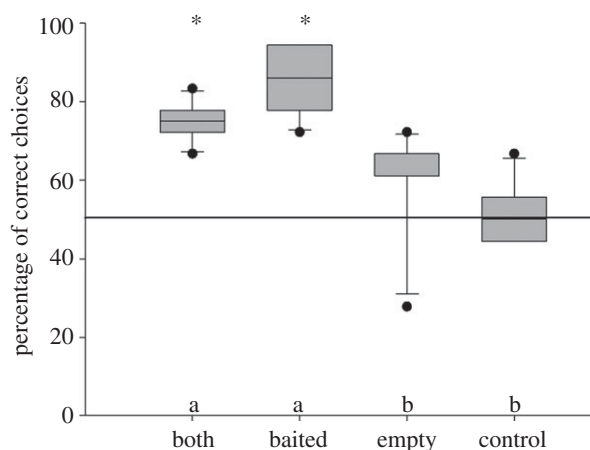 percentage of correct choices
100
80
60
40
20
0
* *
a a b b
both baited empty control